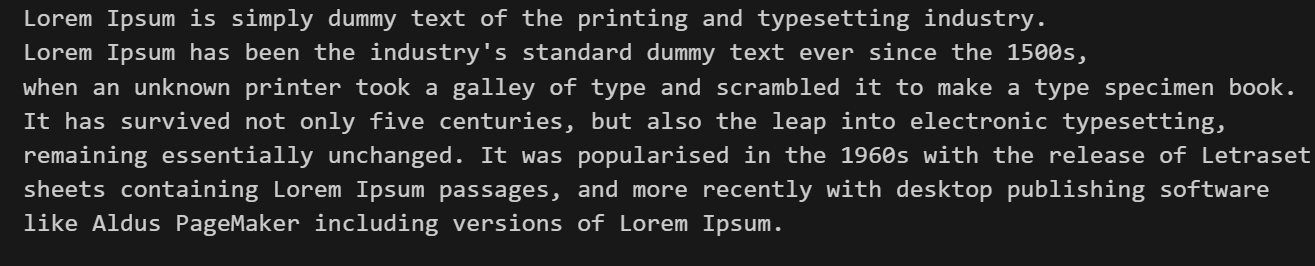 Lorem Ipsum is simply dummy text of the printing and typesetting industry.
Lorem Ipsum has been the industry's standard dummy text ever since the 1500s,
when an unknown printer took a galley of type and scrambled it to make a type specimen book.
It has survived not only five centuries, but also the leap into electronic typesetting,
remaining essentially unchanged. It was popularised in the 1960s with the release of Letraset
sheets containing Lorem Ipsum passages, and more recently with desktop publishing software
like Aldus PageMaker including versions of Lorem Ipsum.